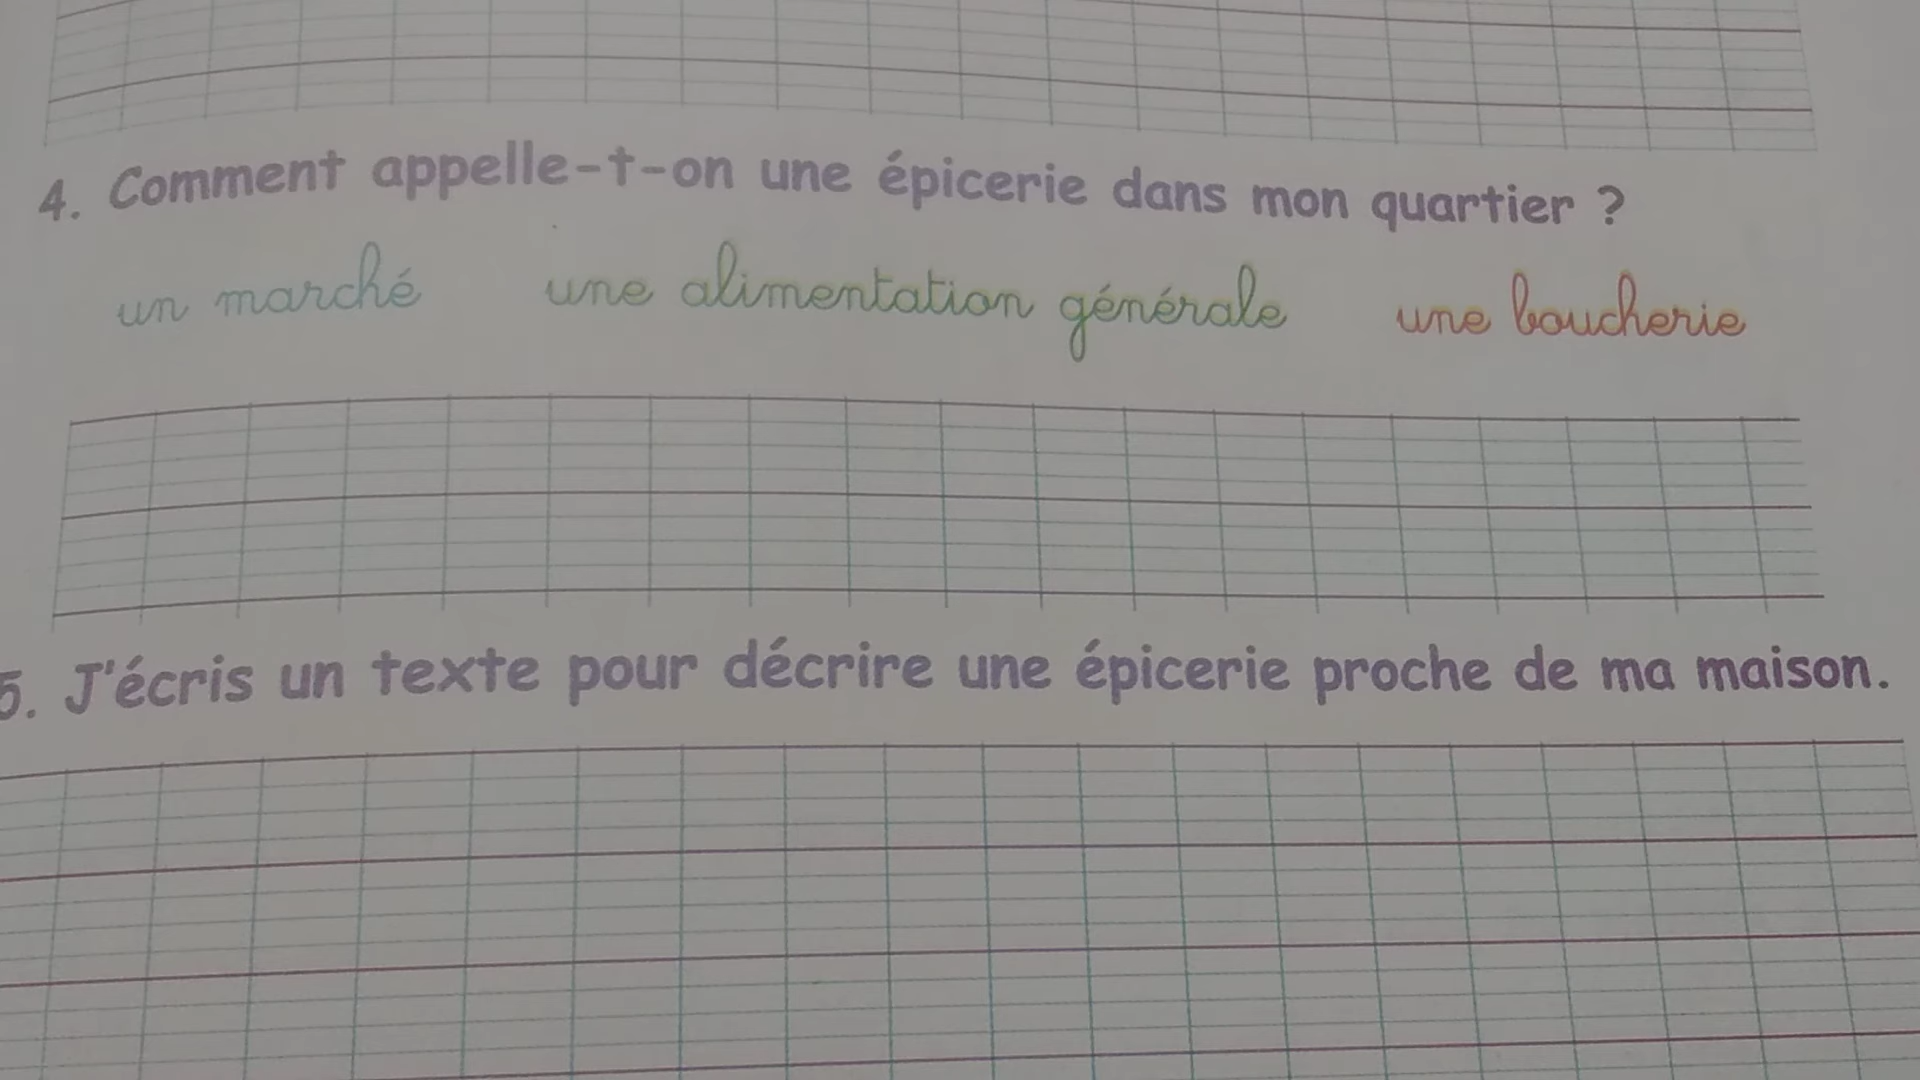 4. Comment appelle-t-on une épicerie dans mon quartier ?
un marché une alimentation générale une boucherie
5. J'écris un texte pour décrire une épicerie proche de ma maison.